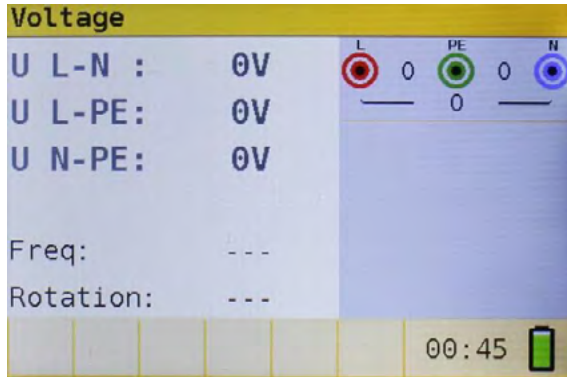 Voltage
U L-N : 0V
U L-PE: 0V
U N-PE: 0V
Freq: ---
Rotation: ---
L PE N
0 0
0
00:45